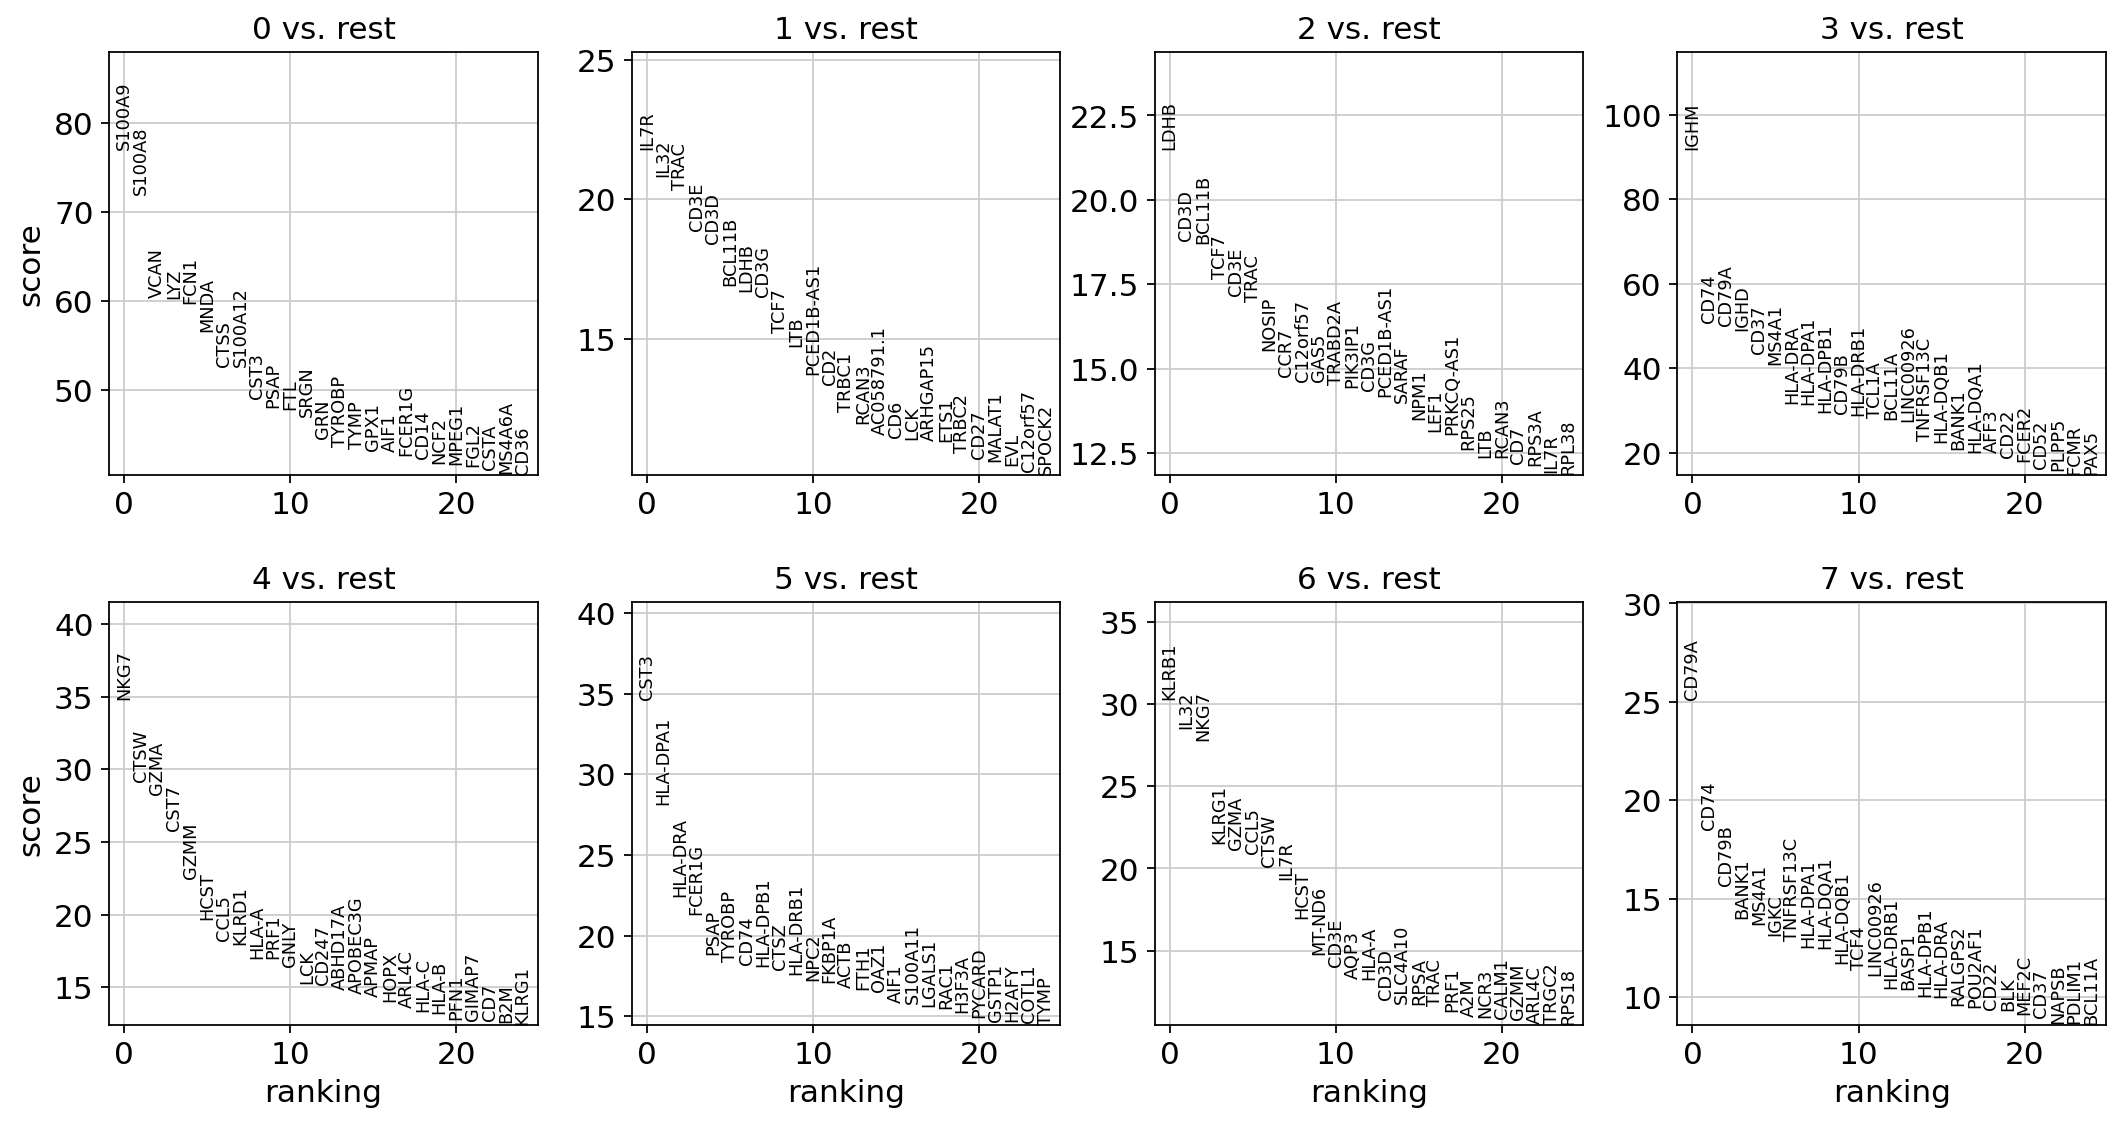 0 vs. rest
score
80
70
60
50
0
10
20
S100A9
S100A8
VCAN
LYZ
FCN1
MNDA
CTSS
S100A12
CST3
PSAP
FTL
SRGN
GRN
TYROBP
TYMP
GPX1
AIF1
FCER1G
CD14
NCF2
MPEG1
FGL2
CSTA
MS4A6A
CD36
1 vs. rest
25
20
15
0
10
20
IL7R
IL32
TRAC
CD3E
CD3D
BCL11B
LDHB
CD3G
TCF7
LTB
PCED1B-AS1
CD2
TRBC1
RCAN3
AC058791.1
CD6
LCK
ARHGAP15
ETS1
TRBC2
CD27
MALAT1
EVL
C12orf57
SPOCK2
2 vs. rest
22.5
20.0
17.5
15.0
12.5
0
10
20
LDHB
CD3D
BCL11B
TCF7
CD3E
TRAC
NOSIP
CCR7
C12orf57
GAS5
TRABD2A
PIK3IP1
CD3G
PCED1B-AS1
SARAF
NPM1
LEF1
PRKCQ-AS1
RPS25
LTB
RCAN3
CD7
RPS3A
IL7R
RPL38
3 vs. rest
100
80
60
40
20
0
10
20
IGHM
CD74
CD79A
IGHD
CD37
MS4A1
HLA-DRA
HLA-DPA1
HLA-DPB1
CD79B
HLA-DRB1
TCL1A
BCL11A
LINC00926
TNFRSF13C
HLA-DQB1
BANK1
HLA-DQA1
AFF3
CD22
FCER2
CD52
PLPP5
FCMR
PAX5
4 vs. rest
score
40
35
30
25
20
15
0
10
20
ranking
NKG7
CTSW
GZMA
CST7
GZMM
HCST
CCL5
KLRD1
HLA-A
PRF1
GNLY
LCK
CD247
ABHD17A
APOBEC3G
APMAP
HOPX
ARL4C
HLA-C
HLA-B
PFN1
GIMAP7
CD7
B2M
KLRG1
5 vs. rest
40
35
30
25
20
15
0
10
20
ranking
CST3
HLA-DPA1
HLA-DRA
FCER1G
PSAP
TYROBP
CD74
HLA-DPB1
CTSZ
HLA-DRB1
NPC2
FKBP1A
ACTB
FTH1
OAZ1
AIF1
S100A11
LGALS1
RAC1
H3F3A
PYCARD
GSTP1
H2AFY
COTL1
TYMP
6 vs. rest
35
30
25
20
15
0
10
20
ranking
KLRB1
IL32
NKG7
KLRG1
GZMA
CCL5
CTSW
IL7R
HCST
MT-ND6
CD3E
AQP3
HLA-A
CD3D
SLC4A10
RPSA
TRAC
PRF1
A2M
NCR3
CALM1
GZMM
ARL4C
TRGC2
RPS18
7 vs. rest
30
25
20
15
10
0
10
20
ranking
CD79A
CD74
CD79B
BANK1
MS4A1
IGKC
TNFRSF13C
HLA-DPA1
HLA-DQA1
HLA-DQB1
TCF4
LINC00926
HLA-DRB1
BASP1
HLA-DPB1
HLA-DRA
RALGPS2
POU2AF1
CD22
BLK
MEF2C
CD37
NAPSB
PDLIM1
BCL11A